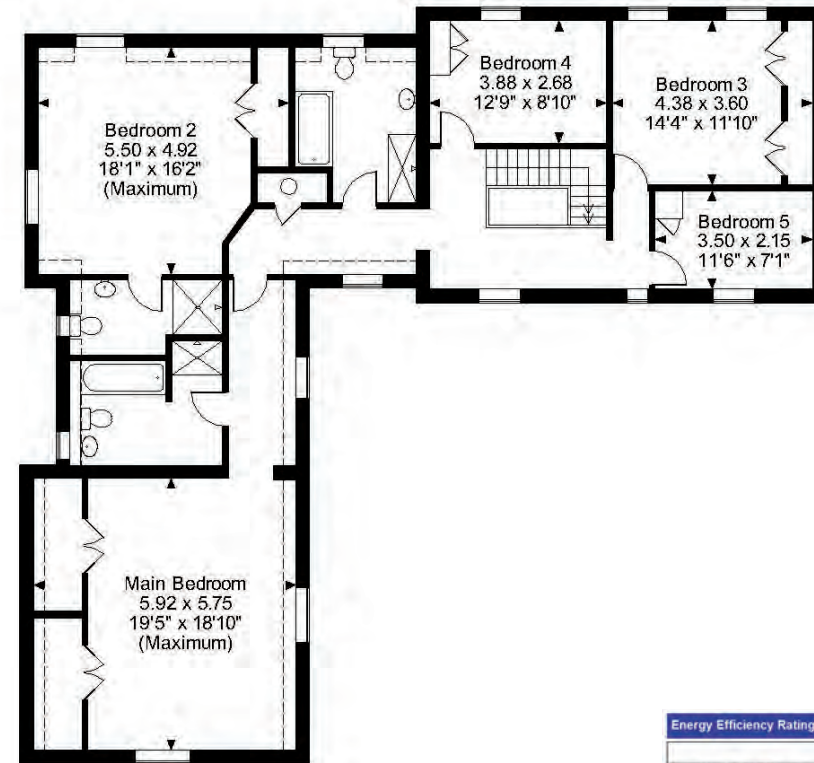 Bedroom 4
3.88 x 2.68
12'9" x 8'10"
Bedroom 3
4.38 x 3.60
14'4" x 11'10"
Bedroom 2
5.50 x 4.92
18'1" x 16'2"
(Maximum)
Bedroom 5
3.50 x 2.15
11'6" x 7'1"
Main Bedroom
5.92 x 5.75
19'5" x 18'10"
(Maximum)
Energy Efficiency Rating